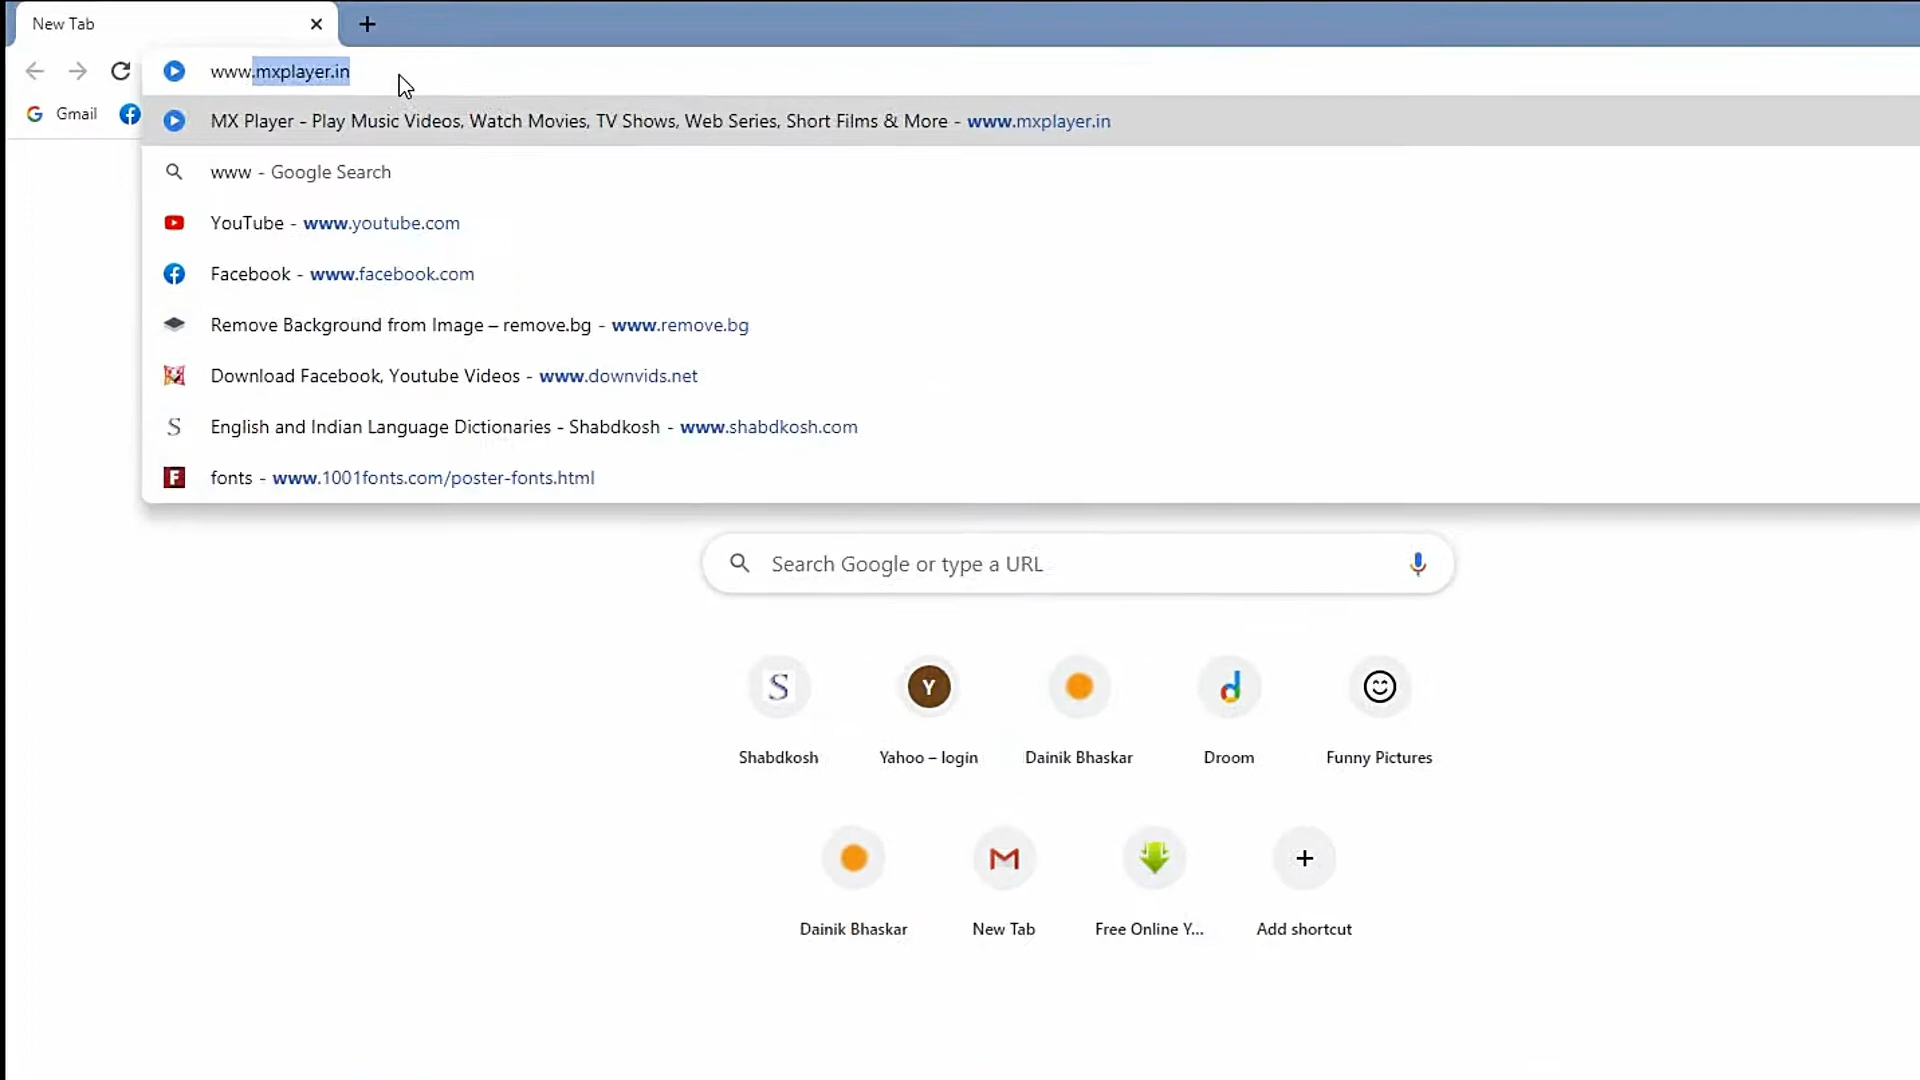 New Tab
www.mxplayer.in
Gmail
MX Player - Play Music Videos, Watch Movies, TV Shows, Web Series, Short Films & More - www.mxplayer.in
www - Google Search
YouTube - www.youtube.com
Facebook - www.facebook.com
Remove Background from Image – remove.bg - www.remove.bg
Download Facebook, Youtube Videos - www.downvids.net
S English and Indian Language Dictionaries - Shabdkosh - www.shabdkosh.com
F fonts - www.1001fonts.com/poster-fonts.html
Search Google or type a URL
S Y
Shabdkosh Yahoo – login Dainik Bhaskar Droom Funny Pictures
Dainik Bhaskar New Tab Free Online Y... Add shortcut